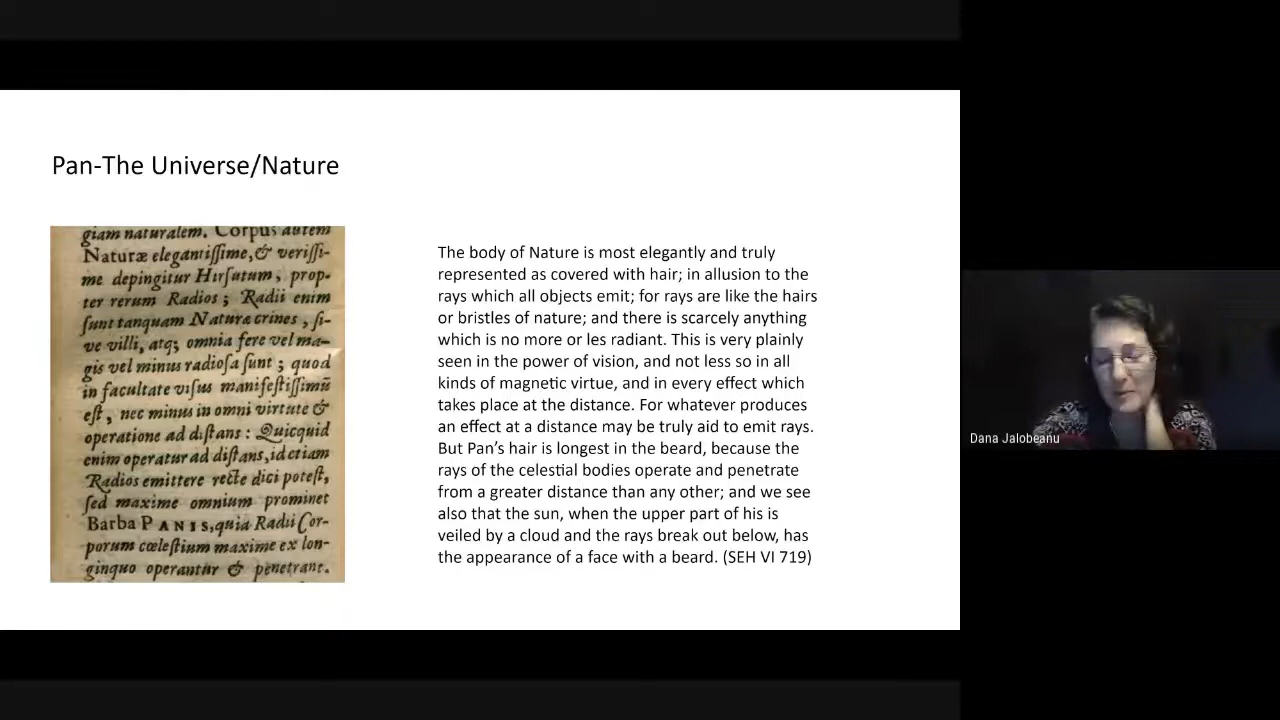 Pan-The Universe/Nature
giam naturalem. Corpus autem
Naturæ elegantiſſime,& veriſſi-
me depingitur Hirſutum, prop-
ter rerum Radios; Radii enim
ſunt tanquam Naturæ crines, ſi-
ve villi, atq; omnia fere vel ma-
gis vel minus radioſa ſunt; quod
in facultate viſus manifeſtiſſimū
eſt, nec minus in omni virtute &
operatione ad diſtans: Quicquid
enim operatur ad diſtans, id etiam
Radios emittere recte dici poteſt,
ſed maxime omnium prominet
Barba PANIS, quia Radii Cor-
porum cœleſtium maxime ex lon-
ginquo operantur & penetrant.
The body of Nature is most elegantly and truly
represented as covered with hair; in allusion to the
rays which all objects emit; for rays are like the hairs
or bristles of nature; and there is scarcely anything
which is no more or les radiant. This is very plainly
seen in the power of vision, and not less so in all
kinds of magnetic virtue, and in every effect which
takes place at the distance. For whatever produces
an effect at a distance may be truly aid to emit rays.
But Pan’s hair is longest in the beard, because the
rays of the celestial bodies operate and penetrate
from a greater distance than any other; and we see
also that the sun, when the upper part of his is
veiled by a cloud and the rays break out below, has
the appearance of a face with a beard. (SEH VI 719)
Dana Jalobeanu